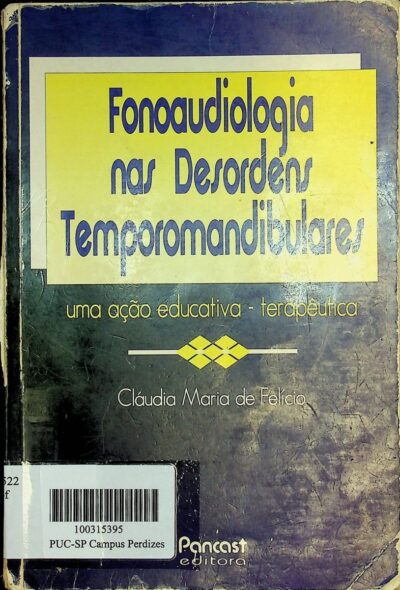 Fonoaudiologia
nas Desordens
Temporomandibulares
uma ação educativa - terapêutica
Cláudia Maria de Felício
522
f
100315395
PUC-SP Campus Perdizes
Pancast
editora